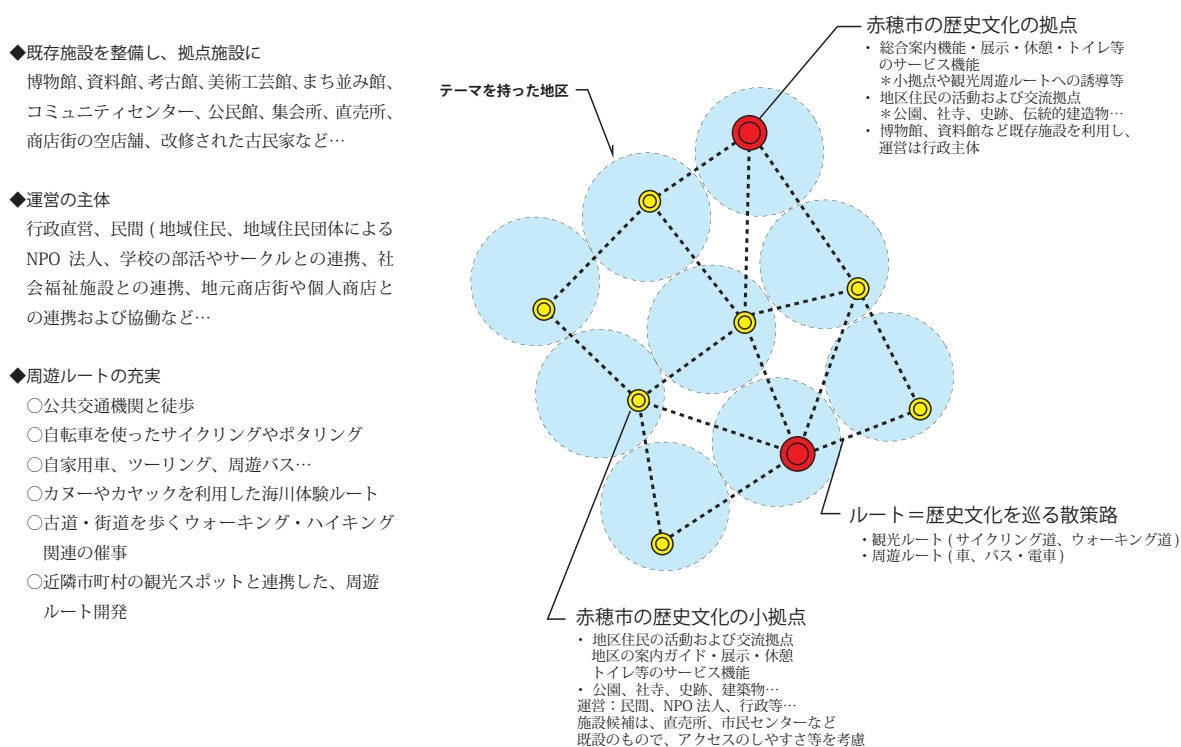 ◆既存施設を整備し、拠点施設に
博物館、資料館、考古館、美術工芸館、まち並み館、
コミュニティセンター、公民館、集会所、直売所、
商店街の空店舗、改修された古民家など…
◆運営の主体
行政直営、民間 ( 地域住民、地域住民団体による
NPO 法人、学校の部活やサークルとの連携、社
会福祉施設との連携、地元商店街や個人商店と
の連携および協働など…
◆周遊ルートの充実
○公共交通機関と徒歩
○自転車を使ったサイクリングやポタリング
○自家用車、ツーリング、周遊バス…
○カヌーやカヤックを利用した海川体験ルート
○古道・街道を歩くウォーキング・ハイキング
関連の催事
○近隣市町村の観光スポットと連携した、周遊
ルート開発
テーマを持った地区
赤穂市の歴史文化の拠点
・ 総合案内機能・展示・休憩・トイレ等
のサービス機能
＊小拠点や観光周遊ルートへの誘導等
・ 地区住民の活動および交流拠点
＊公園、社寺、史跡、伝統的建造物…
・ 博物館、資料館など既存施設を利用し、
運営は行政主体
ルート＝歴史文化を巡る散策路
・観光ルート ( サイクリング道、ウォーキング道 )
・周遊ルート ( 車、バス・電車 )
赤穂市の歴史文化の小拠点
・ 地区住民の活動および交流拠点
地区の案内ガイド・展示・休憩
トイレ等のサービス機能
・ 公園、社寺、史跡、建築物…
運営：民間、NPO 法人、行政等…
施設候補は、直売所、市民センターなど
既設のもので、アクセスのしやすさ等を考慮